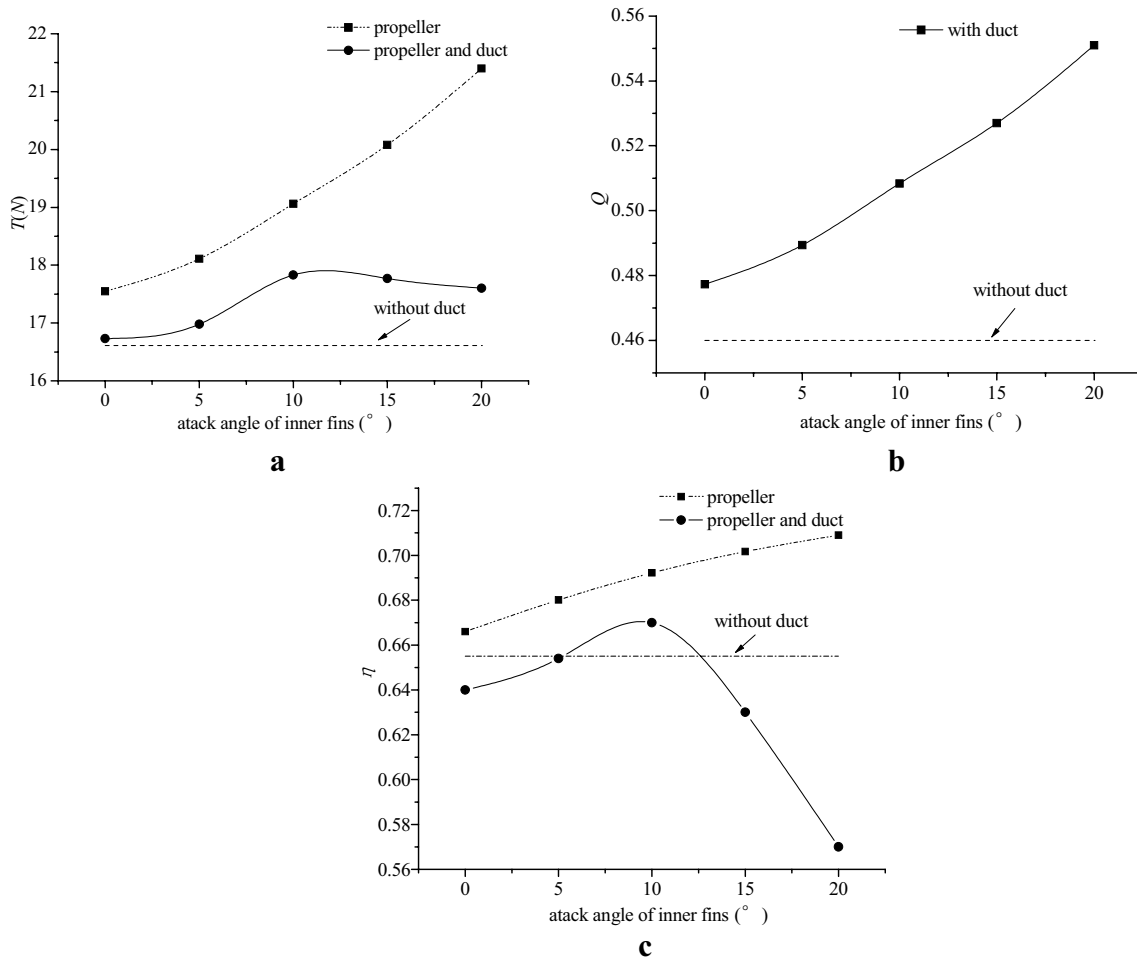 propeller
propeller and duct
22
21
20
19
18
17
16
T(N)
without duct
0 5 10 15 20
atack angle of inner fins (° )
a
with duct
0.56
0.54
0.52
0.50
0.48
0.46
Q
without duct
0 5 10 15 20
atack angle of inner fins (° )
b
propeller
propeller and duct
0.72
0.70
0.68
0.66
0.64
0.62
0.60
0.58
0.56
η
without duct
0 5 10 15 20
atack angle of inner fins (° )
c